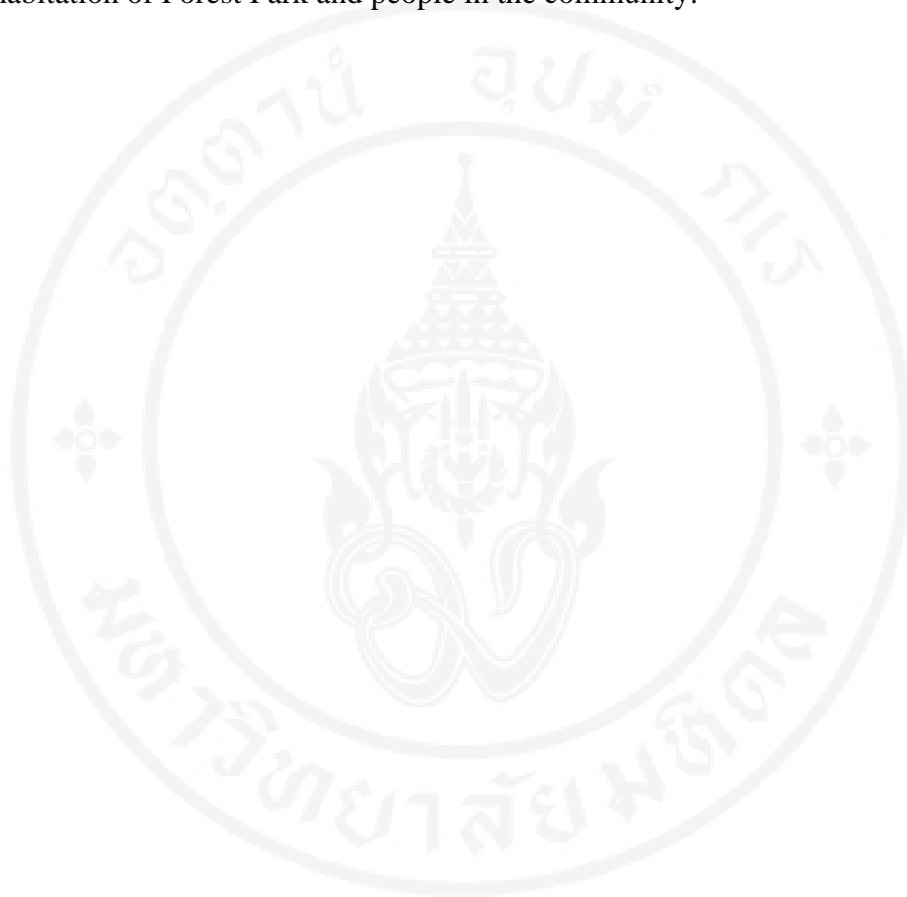 habitation of Forest Park and people in the community.
อตฺตานํ อุปมํ กเร
มหาวิทยาลัยมหิดล